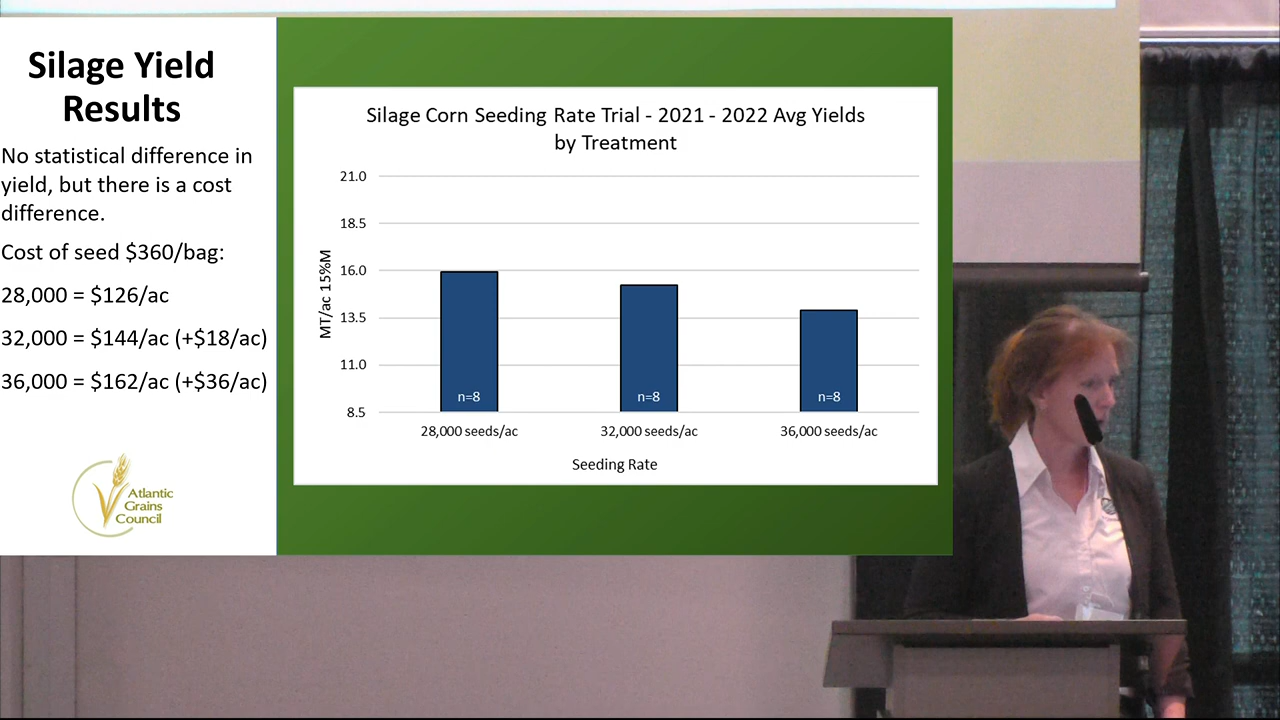 Silage Yield
Results
No statistical difference in
yield, but there is a cost
difference.
Cost of seed $360/bag:
28,000 = $126/ac
32,000 = $144/ac (+$18/ac)
36,000 = $162/ac (+$36/ac)
Atlantic
Grains
Council
Silage Corn Seeding Rate Trial - 2021 - 2022 Avg Yields
by Treatment
MT/ac 15%M
21.0
18.5
16.0
13.5
11.0
8.5
n=8 n=8 n=8
28,000 seeds/ac 32,000 seeds/ac 36,000 seeds/ac
Seeding Rate